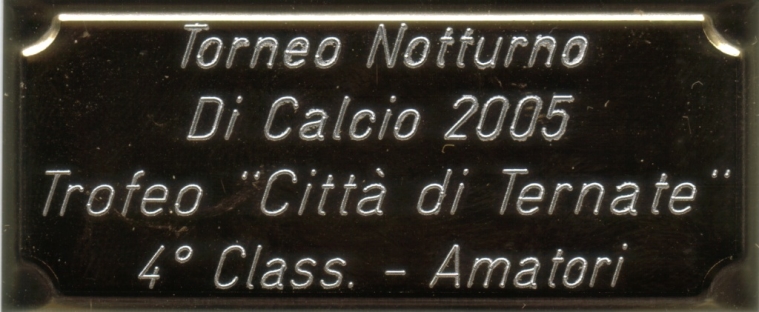 Torneo Notturno
Di Calcio 2005
Trofeo "Città di Ternate"
4° Class. - Amatori